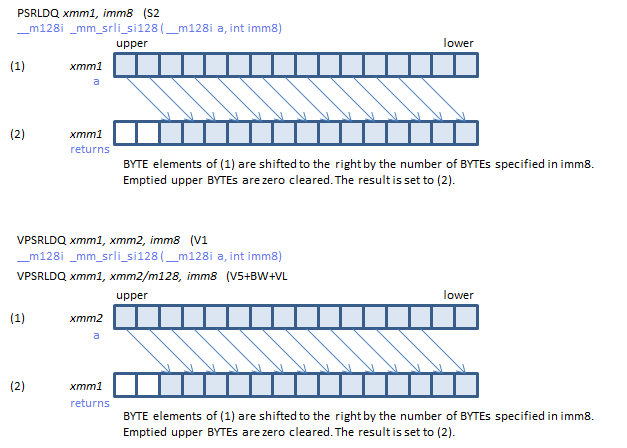 PSRLDQ xmm1, imm8 (S2
__m128i _mm_srli_si128 ( __m128i a, int imm8)
upper lower
(1) xmm1
a
(2) xmm1
returns
BYTE elements of (1) are shifted to the right by the number of BYTEs specified in imm8.
Emptied upper BYTEs are zero cleared. The result is set to (2).
VPSRLDQ xmm1, xmm2, imm8 (V1
__m128i _mm_srli_si128 ( __m128i a, int imm8)
VPSRLDQ xmm1, xmm2/m128, imm8 (V5+BW+VL
upper lower
(1) xmm2
a
(2) xmm1
returns
BYTE elements of (1) are shifted to the right by the number of BYTEs specified in imm8.
Emptied upper BYTEs are zero cleared. The result is set to (2).